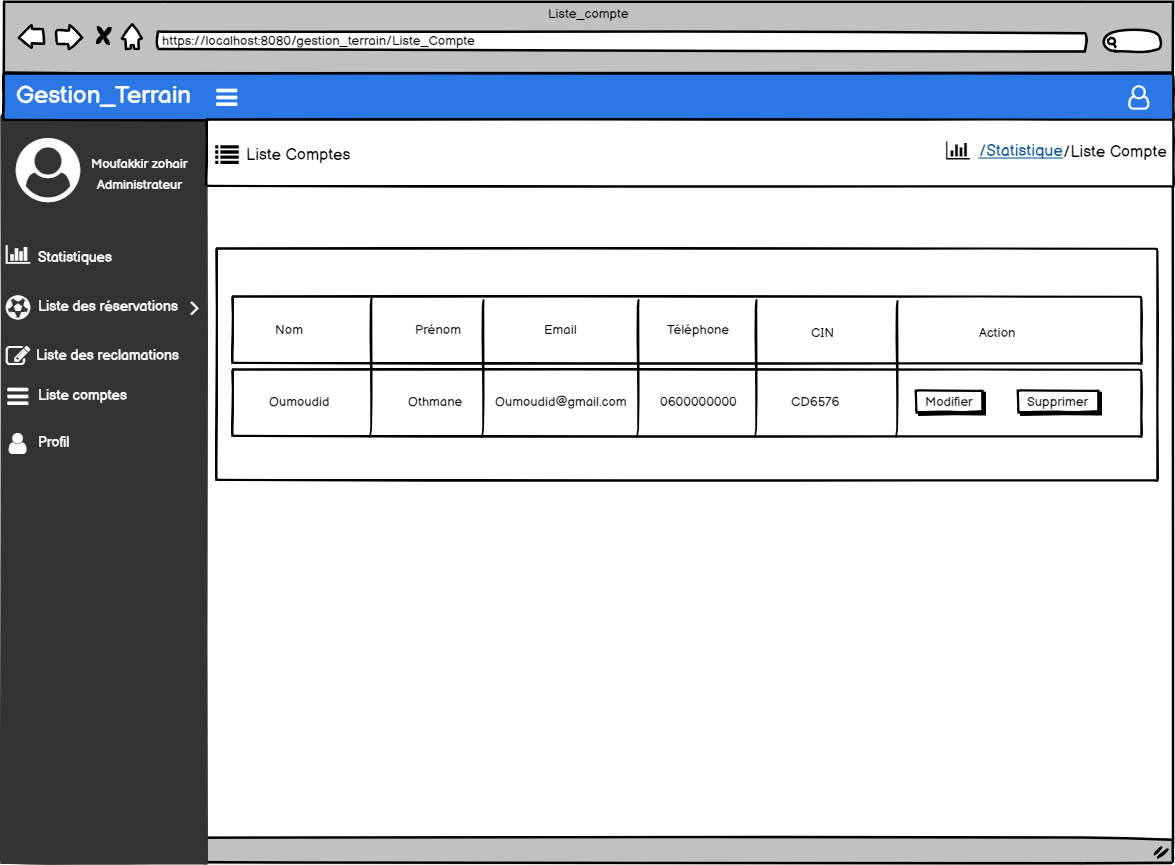 Liste_compte
https://localhost:8080/gestion_terrain/Liste_Compte
Gestion_Terrain
Moufakkir zohair
Administrateur
Liste Comptes
/Statistique/Liste Compte
Statistiques
Liste des réservations
Liste des reclamations
Liste comptes
Profil
Nom Prénom Email Téléphone CIN Action
Oumoudid Othmane Oumoudid@gmail.com 0600000000 CD6576 Modifier Supprimer